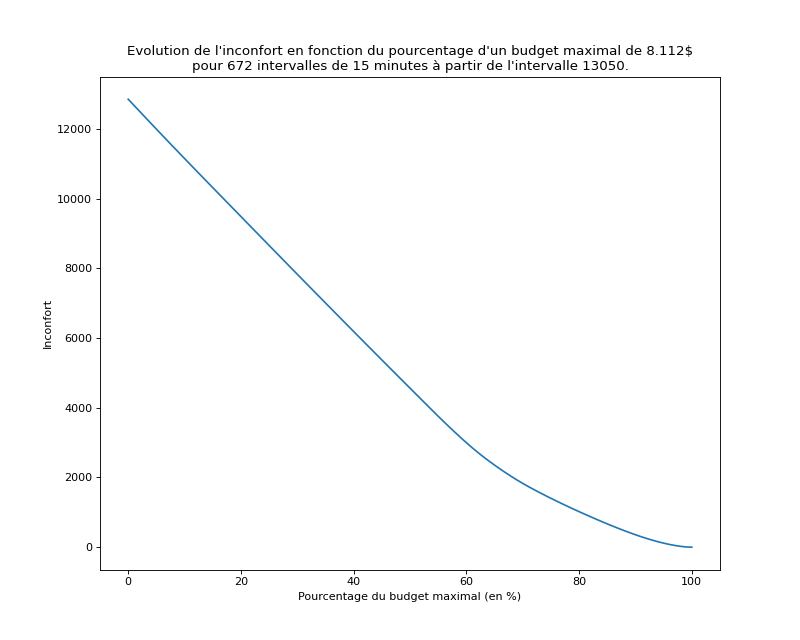 Evolution de l'inconfort en fonction du pourcentage d'un budget maximal de 8.112$
pour 672 intervalles de 15 minutes à partir de l'intervalle 13050.
12000
10000
8000
6000
4000
2000
0
Inconfort
0 20 40 60 80 100
Pourcentage du budget maximal (en %)